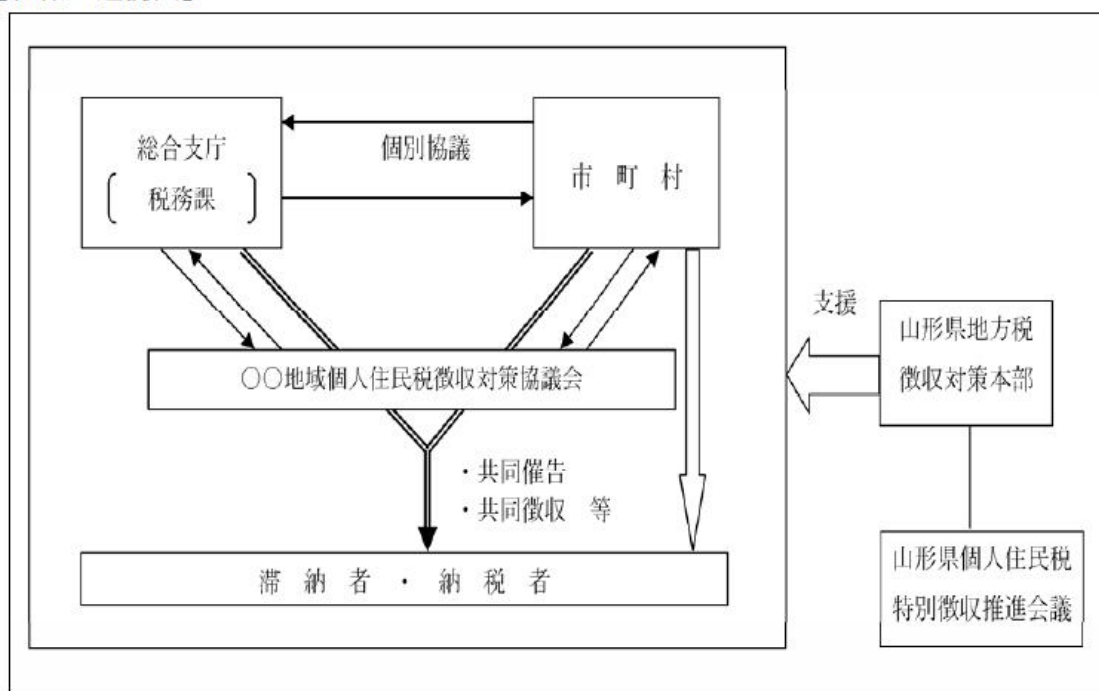 総合支庁
税務課
個別協議
市 町 村
〇〇地域個人住民税徴収対策協議会
・共同催告
・共同徴収 等
滞 納 者 ・ 納 税 者
支援
山形県地方税
徴収対策本部
山形県個人住民税
特別徴収推進会議